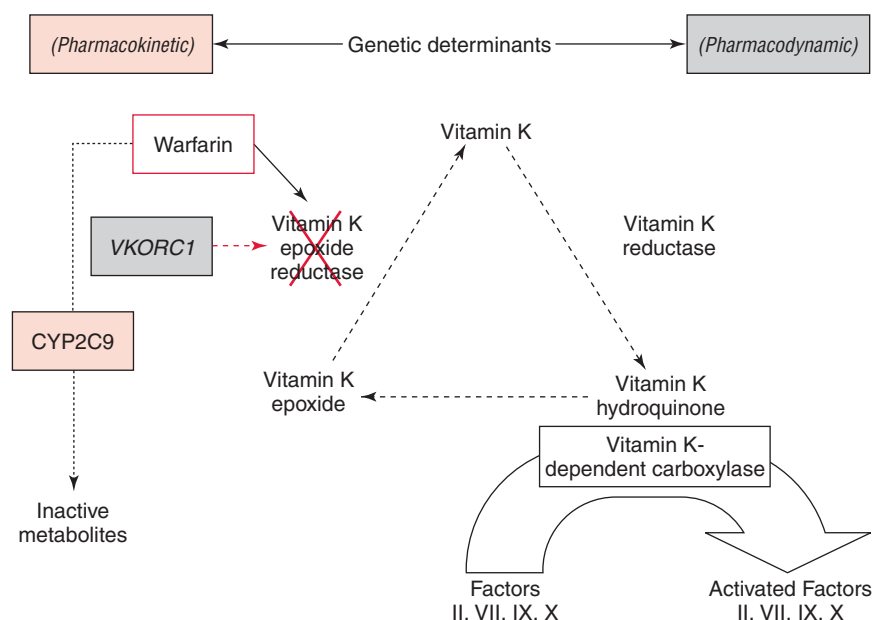 (Pharmacokinetic)
Genetic determinants
(Pharmacodynamic)
Warfarin
Vitamin K
VKORC1
Vitamin K
epoxide
reductase
Vitamin K
reductase
CYP2C9
Vitamin K
epoxide
Vitamin K
hydroquinone
Vitamin K-
dependent carboxylase
Inactive
metabolites
Factors
II, VII, IX, X
Activated Factors
II, VII, IX, X